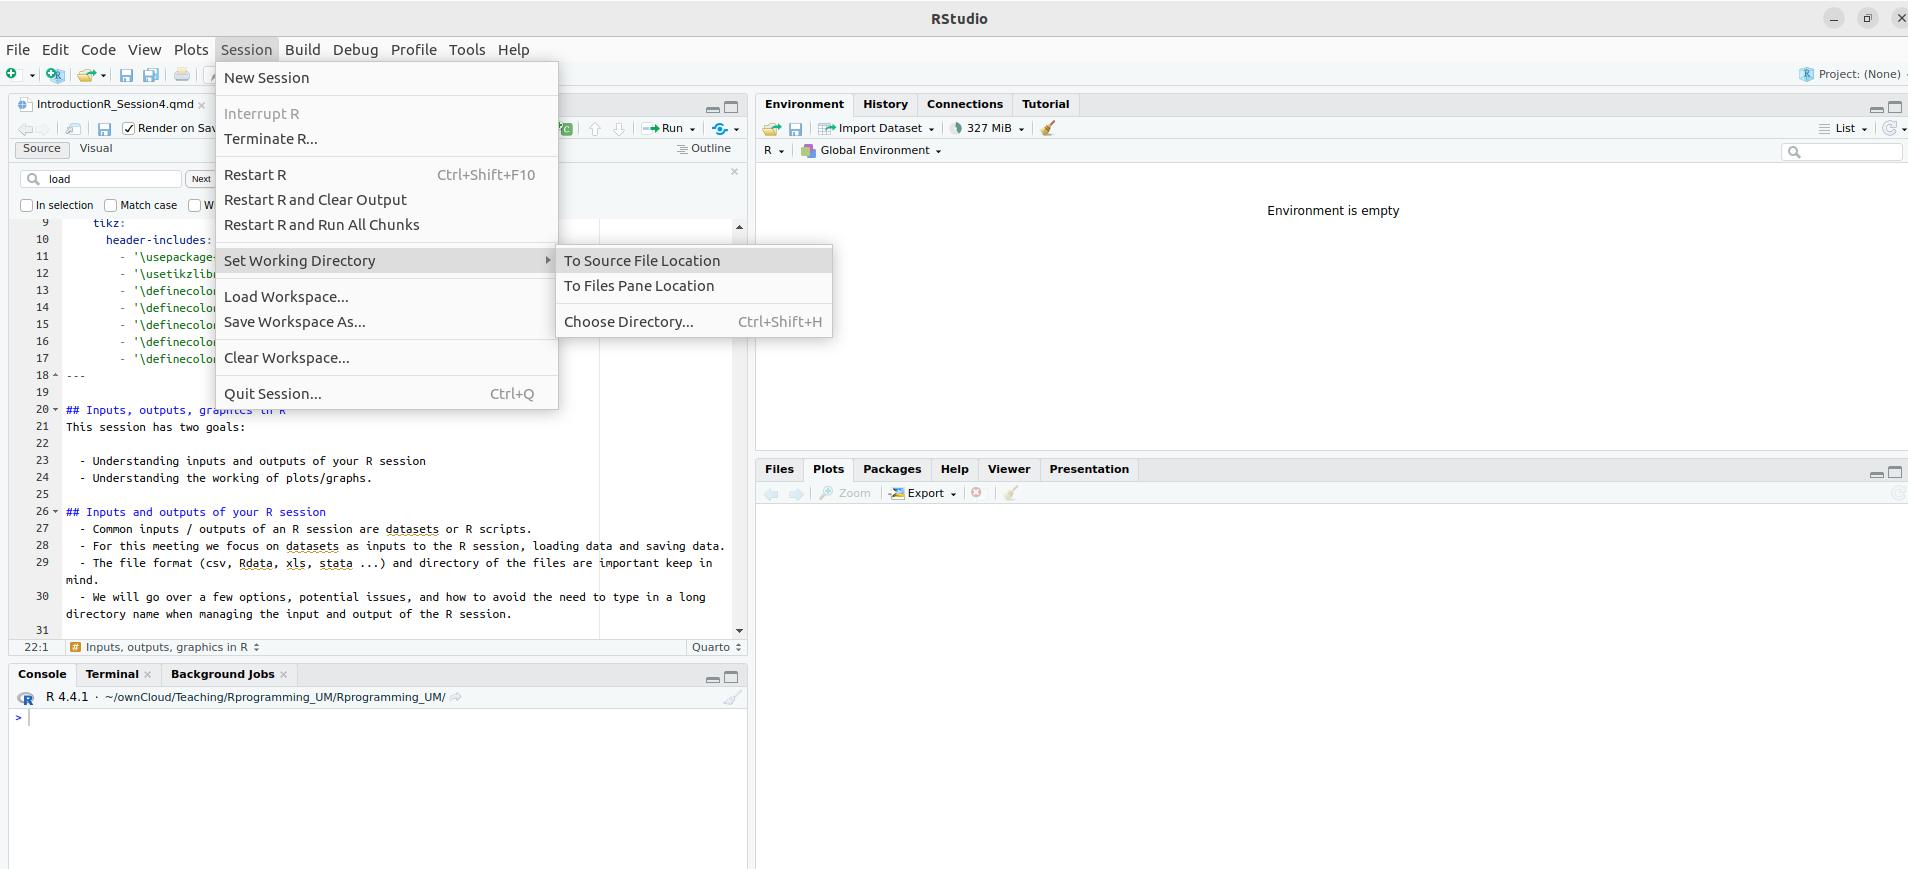 RStudio
File Edit Code View Plots Session Build Debug Profile Tools Help
Project: (None)
IntroductionR_Session4.qmd
Render on Sav
Run
Source Visual
Outline
load
Next
In selection Match case W
New Session
Interrupt R
Terminate R...
Restart R Ctrl+Shift+F10
Restart R and Clear Output
Restart R and Run All Chunks
Set Working Directory
Load Workspace...
Save Workspace As...
Clear Workspace...
Quit Session... Ctrl+Q
To Source File Location
To Files Pane Location
Choose Directory... Ctrl+Shift+H
9 tikz:
10 header-includes:
11 - '\usepackage
12 - '\usetikzlib
13 - '\definecolo
14 - '\definecolo
15 - '\definecolo
16 - '\definecolo
17 - '\definecolo
18 ---
19
20 ## Inputs, outputs, graphics in R
21 This session has two goals:
22
23 - Understanding inputs and outputs of your R session
24 - Understanding the working of plots/graphs.
25
26 ## Inputs and outputs of your R session
27 - Common inputs / outputs of an R session are datasets or R scripts.
28 - For this meeting we focus on datasets as inputs to the R session, loading data and saving data.
29 - The file format (csv, Rdata, xls, stata ...) and directory of the files are important keep in
mind.
30 - We will go over a few options, potential issues, and how to avoid the need to type in a long
directory name when managing the input and output of the R session.
31
22:1 # Inputs, outputs, graphics in R Quarto
Console Terminal Background Jobs
R 4.4.1 · ~/ownCloud/Teaching/Rprogramming_UM/Rprogramming_UM/
>
Environment History Connections Tutorial
Import Dataset 327 MiB List
R Global Environment
Environment is empty
Files Plots Packages Help Viewer Presentation
Zoom Export